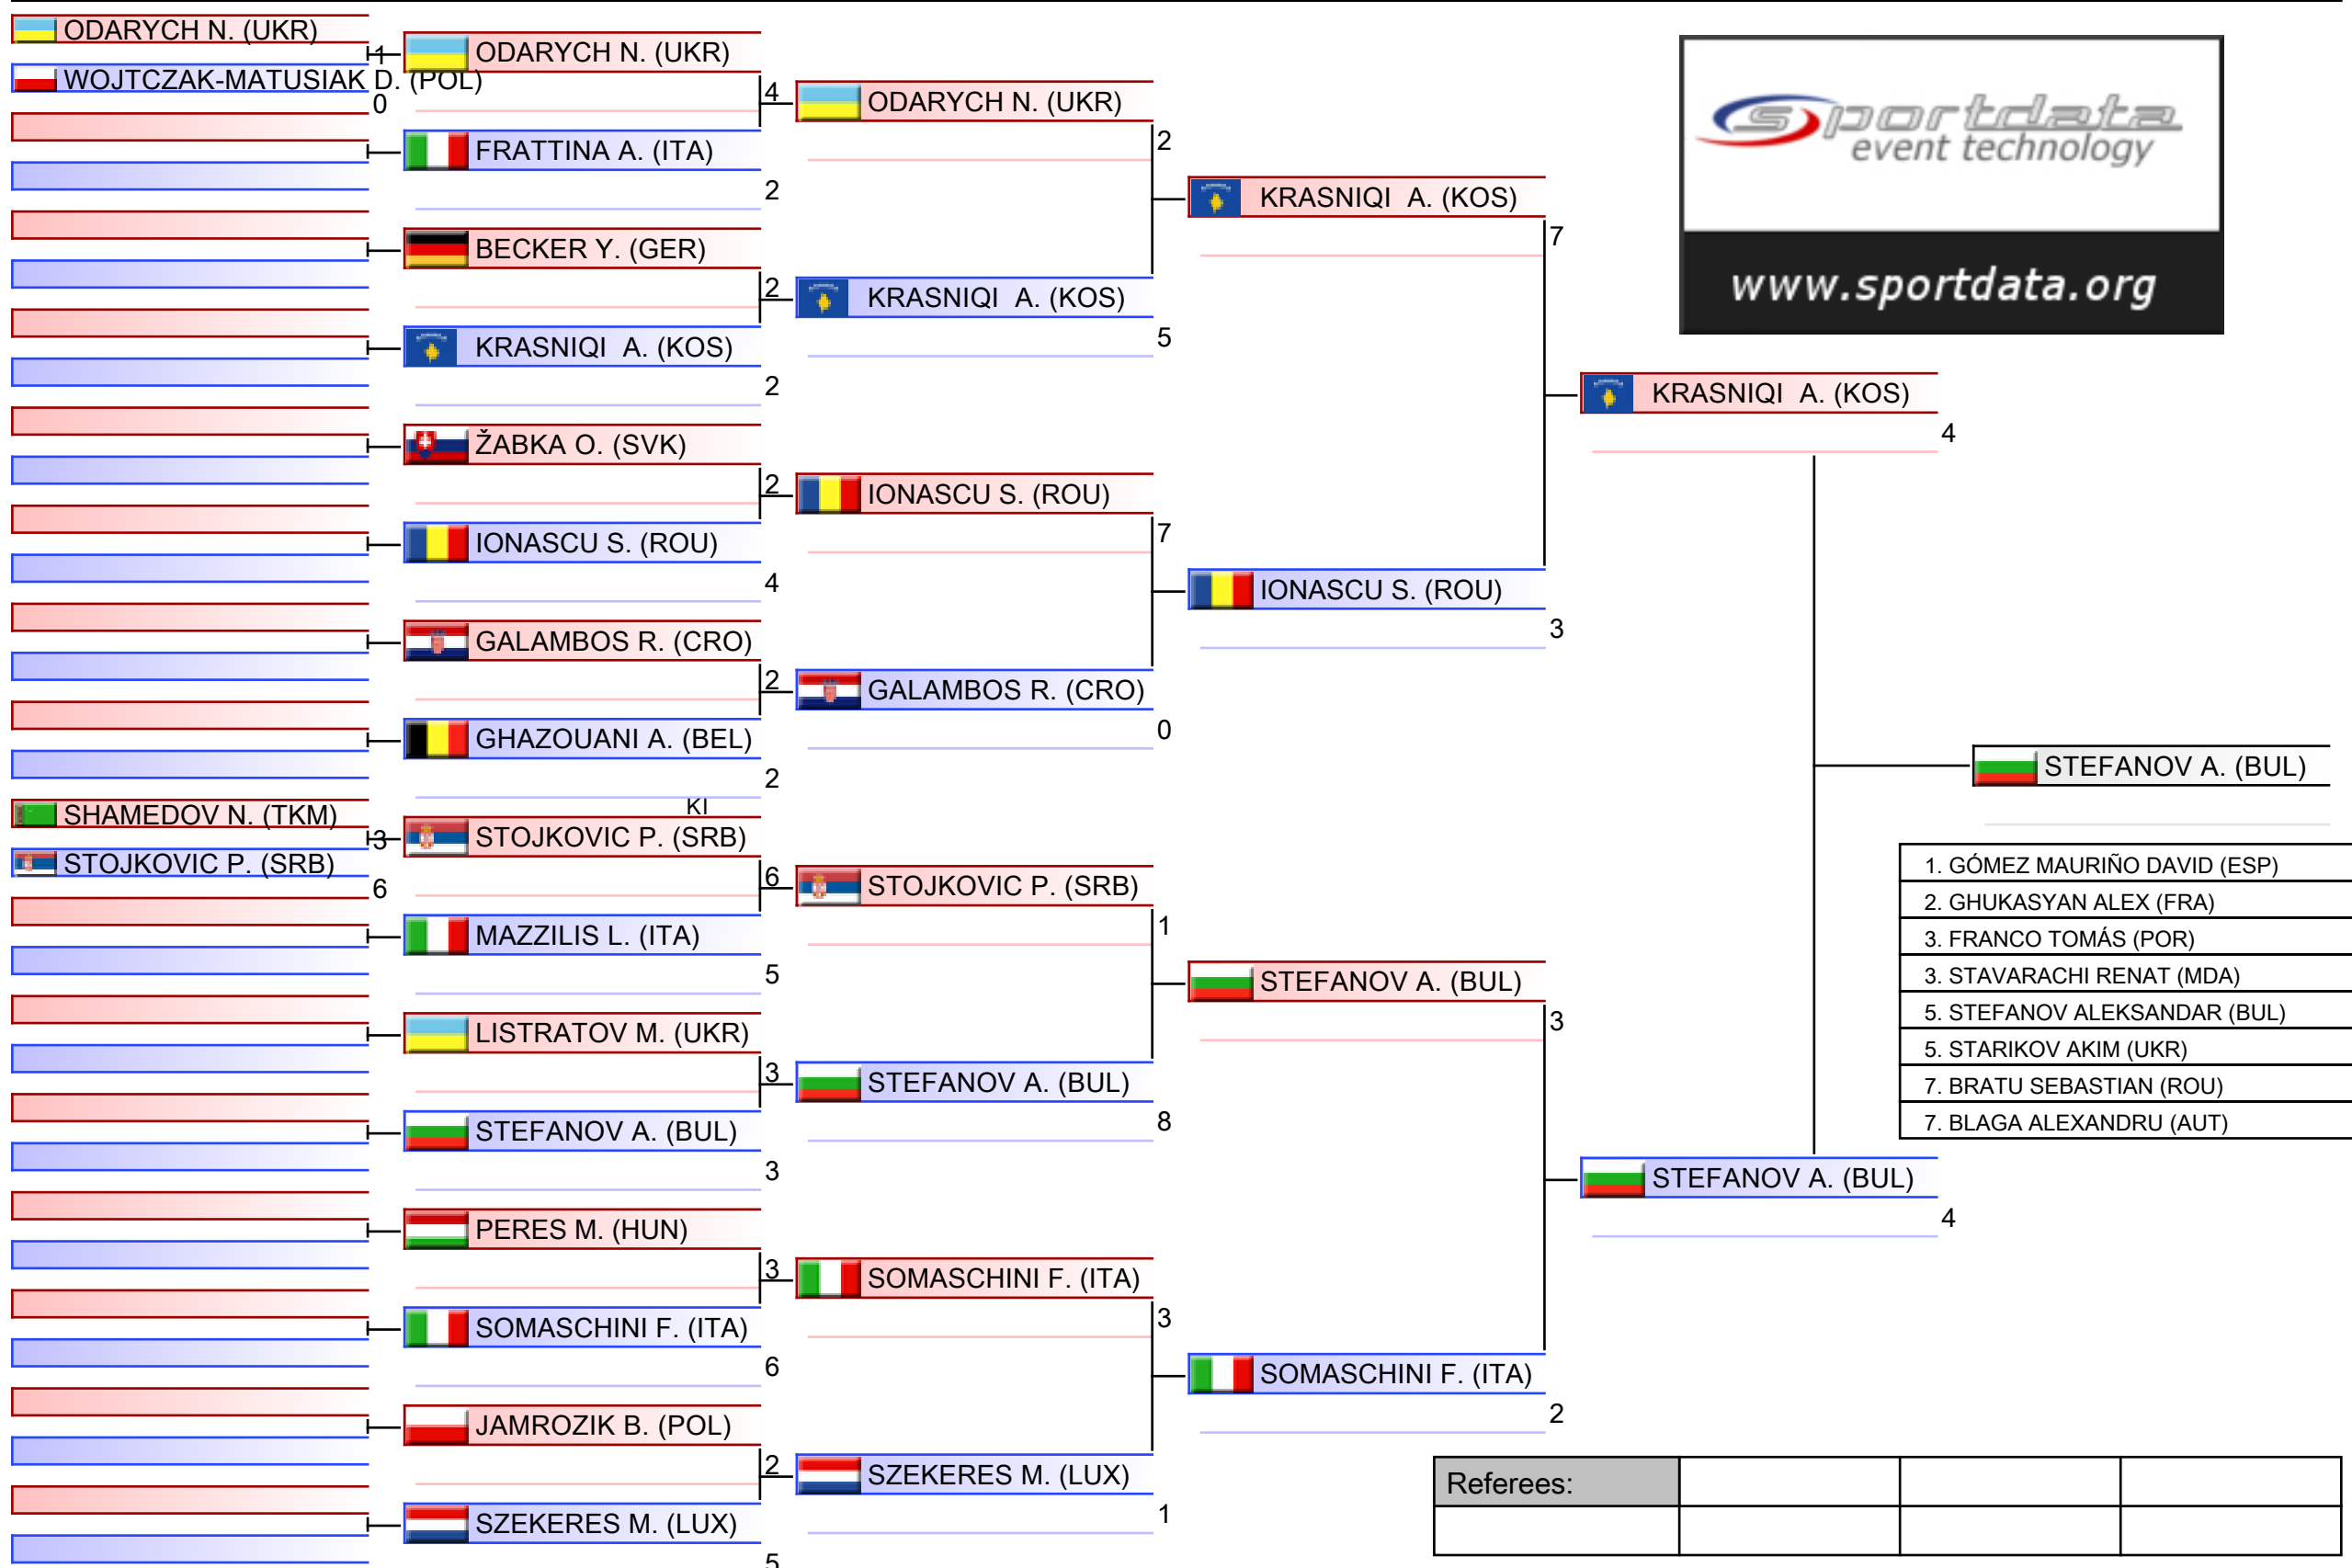 ODARYCH N. (UKR)
1
WOJTCZAK-MATUSIAK D. (POL)
0
SHAMEDOV N. (TKM)
3
STOJKOVIC P. (SRB)
6
ODARYCH N. (UKR)
4
FRATTINA A. (ITA)
2
BECKER Y. (GER)
2
KRASNIQI A. (KOS)
2
ŽABKA O. (SVK)
2
IONASCU S. (ROU)
4
GALAMBOS R. (CRO)
2
GHAZOUANI A. (BEL)
2
KI
STOJKOVIC P. (SRB)
6
MAZZILIS L. (ITA)
5
LISTRATOV M. (UKR)
3
STEFANOV A. (BUL)
3
PERES M. (HUN)
3
SOMASCHINI F. (ITA)
6
JAMROZIK B. (POL)
2
SZEKERES M. (LUX)
5
ODARYCH N. (UKR)
2
KRASNIQI A. (KOS)
5
IONASCU S. (ROU)
7
GALAMBOS R. (CRO)
0
STOJKOVIC P. (SRB)
1
STEFANOV A. (BUL)
8
SOMASCHINI F. (ITA)
3
SZEKERES M. (LUX)
1
KRASNIQI A. (KOS)
7
IONASCU S. (ROU)
3
STEFANOV A. (BUL)
3
SOMASCHINI F. (ITA)
2
KRASNIQI A. (KOS)
4
STEFANOV A. (BUL)
4
STEFANOV A. (BUL)
sportdata
event technology
www.sportdata.org
1. GÓMEZ MAURIÑO DAVID (ESP)
2. GHUKASYAN ALEX (FRA)
3. FRANCO TOMÁS (POR)
3. STAVARACHI RENAT (MDA)
5. STEFANOV ALEKSANDAR (BUL)
5. STARIKOV AKIM (UKR)
7. BRATU SEBASTIAN (ROU)
7. BLAGA ALEXANDRU (AUT)
Referees: